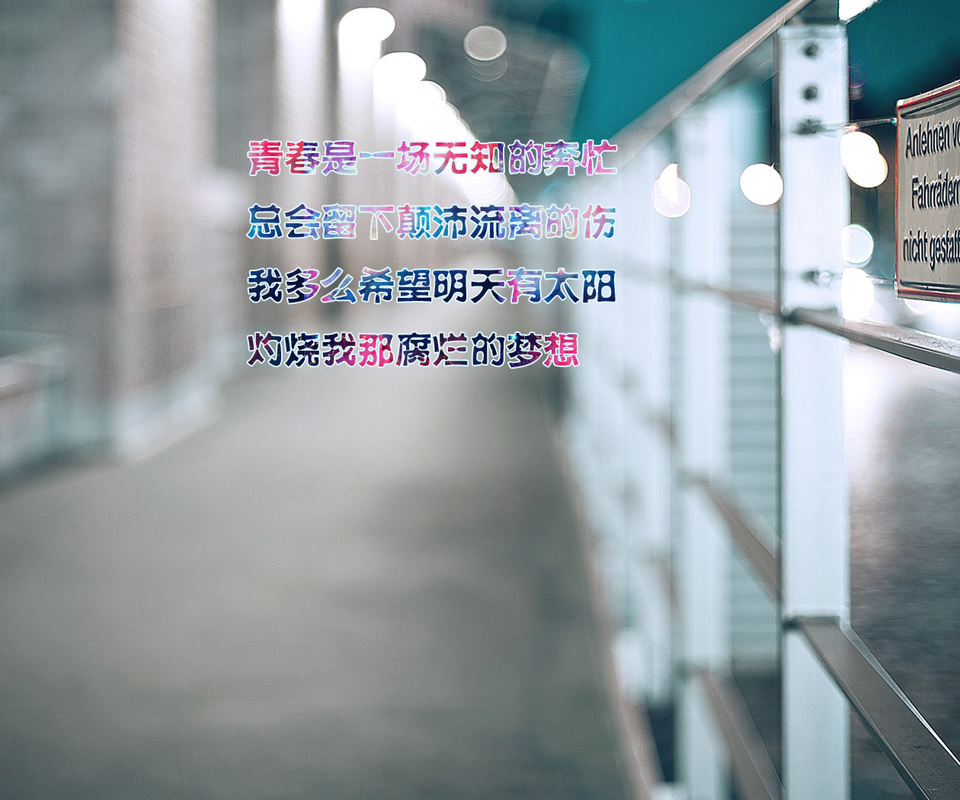 青春是一场无知的奔忙
总会留下颠沛流离的伤
我多么希望明天有太阳
灼烧我那腐烂的梦想
Anlehnen
Fahrrädern
nicht